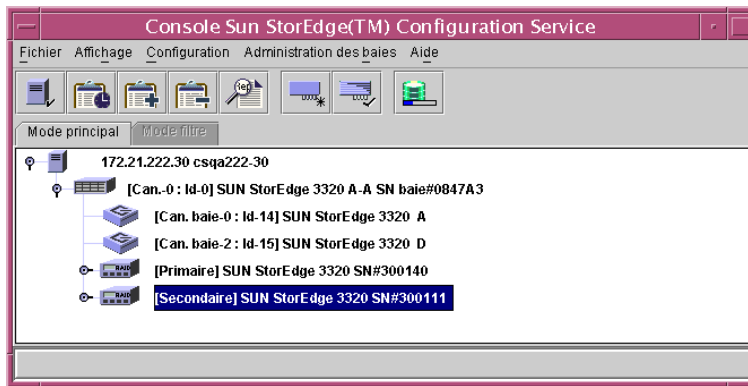 Console Sun StorEdge(TM) Configuration Service
Fichier Affichage Configuration Administration des baies Aide
Mode principal Mode filtre
172.21.222.30 csqa222-30
[Can.-0 : Id-0] SUN StorEdge 3320 A-A SN baie#0847A3
[Can. baie-0 : Id-14] SUN StorEdge 3320 A
[Can. baie-2 : Id-15] SUN StorEdge 3320 D
[Primaire] SUN StorEdge 3320 SN#300140
[Secondaire] SUN StorEdge 3320 SN#300111